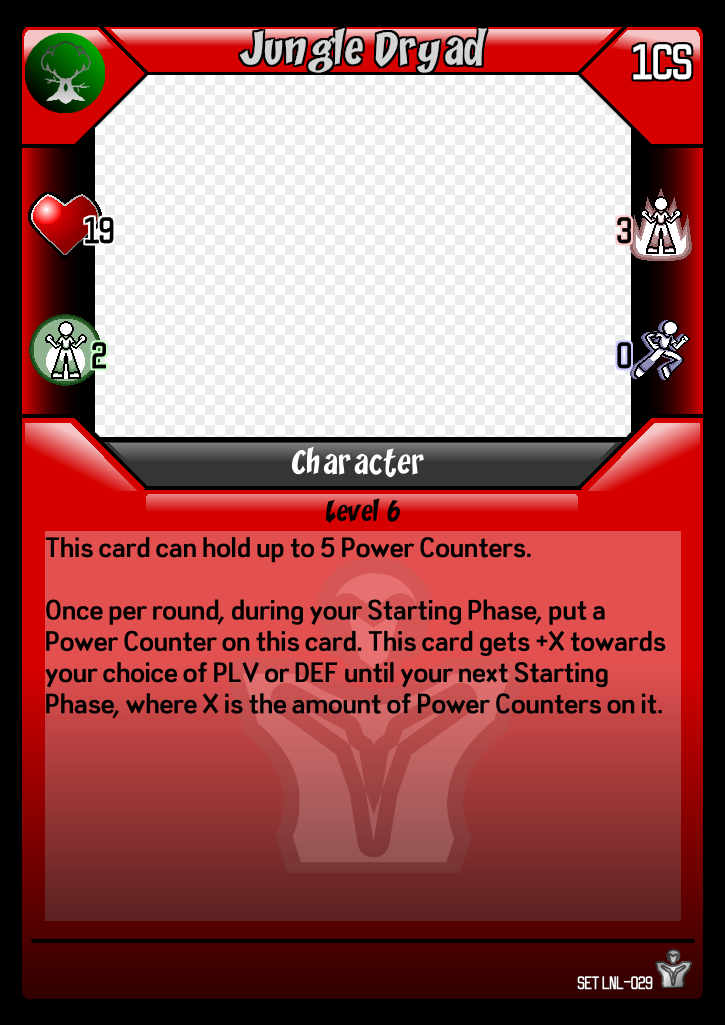 Jungle Dryad
1CS
19
3
2
0
Character
Level 6
This card can hold up to 5 Power Counters.
Once per round, during your Starting Phase, put a
Power Counter on this card. This card gets +X towards
your choice of PLV or DEF until your next Starting
Phase, where X is the amount of Power Counters on it.
SET LNL-029